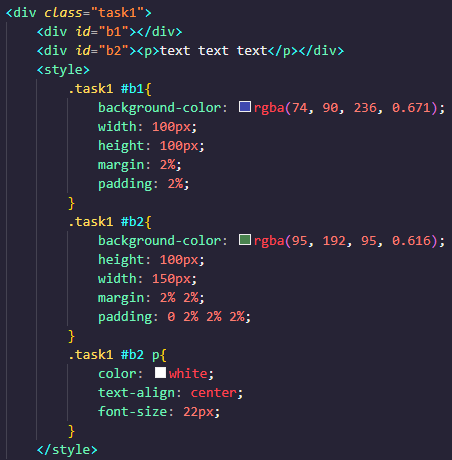 <div class="task1">
<div id="b1"></div>
<div id="b2"><p>text text text</p></div>
<style>
.task1 #b1{
background-color: rgba(74, 90, 236, 0.671);
width: 100px;
height: 100px;
margin: 2%;
padding: 2%;
}
.task1 #b2{
background-color: rgba(95, 192, 95, 0.616);
height: 100px;
width: 150px;
margin: 2% 2%;
padding: 0 2% 2% 2%;
}
.task1 #b2 p{
color: white;
text-align: center;
font-size: 22px;
}
</style>